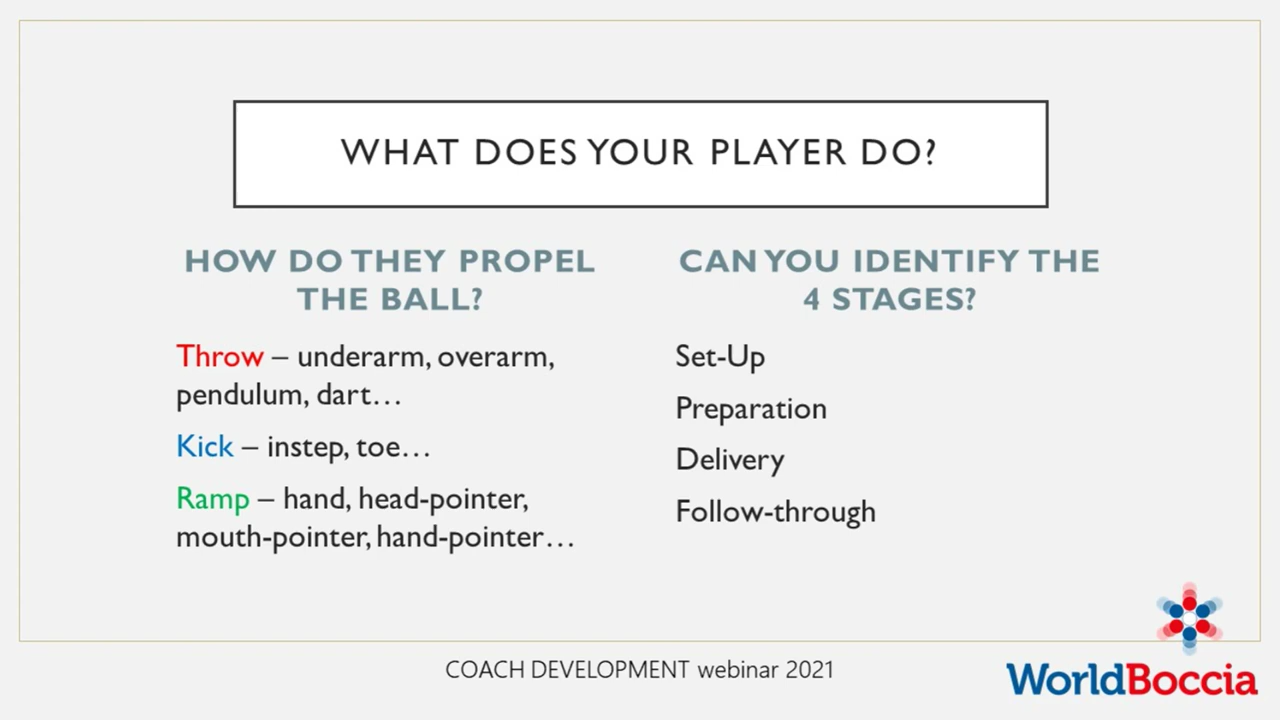 WHAT DOES YOUR PLAYER DO?
HOW DO THEY PROPEL
THE BALL?
Throw – underarm, overarm,
pendulum, dart…
Kick – instep, toe…
Ramp – hand, head-pointer,
mouth-pointer, hand-pointer…
CAN YOU IDENTIFY THE
4 STAGES?
Set-Up
Preparation
Delivery
Follow-through
COACH DEVELOPMENT webinar 2021
WorldBoccia